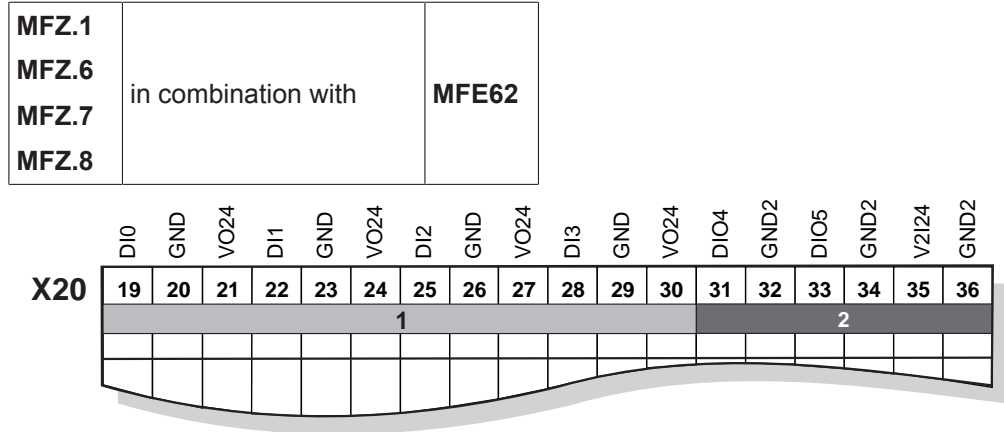 MFZ.1
MFZ.6
MFZ.7
MFZ.8
in combination with
MFE62
DI0 GND VO24 DI1 GND VO24 DI2 GND VO24 DI3 GND VO24 DIO4 GND2 DIO5 GND2 V2I24 GND2
X20 19 20 21 22 23 24 25 26 27 28 29 30 31 32 33 34 35 36
1 2